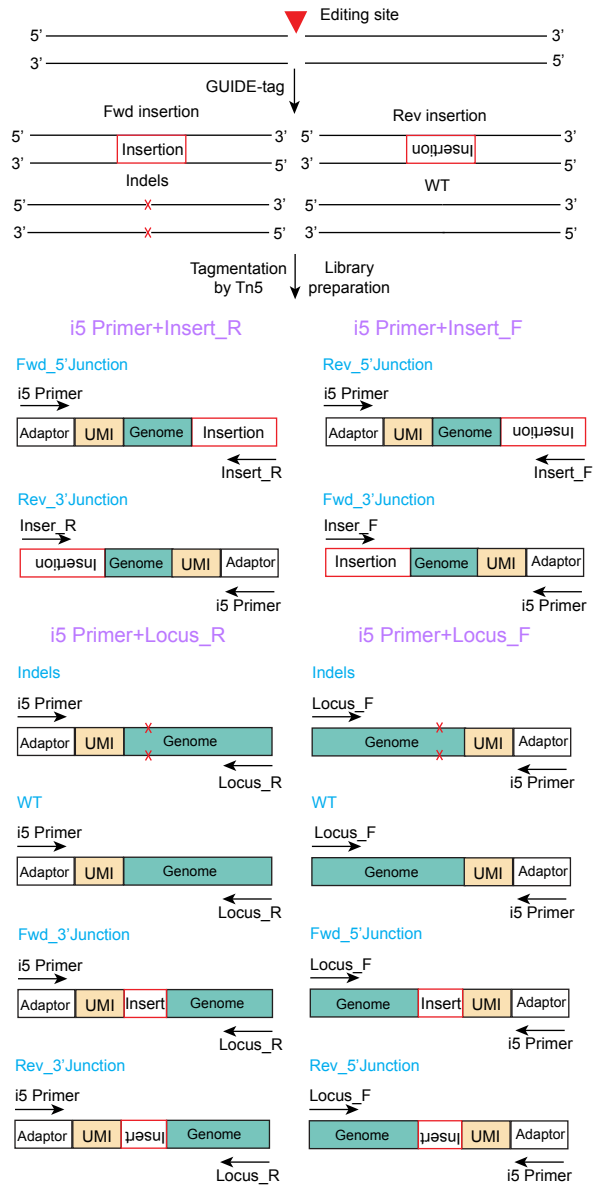 Editing site
5' 3'
3' 5'
GUIDE-tag
Fwd insertion Rev insertion
5' 3' 5' 3'
Insertion Insertion
3' 5' 3' 5'
Indels WT
5' X 3' 5' 3'
3' X 5' 3' 5'
Tagmentation Library
by Tn5 preparation
i5 Primer+Insert_R i5 Primer+Insert_F
Fwd_5'Junction Rev_5'Junction
i5 Primer i5 Primer
Adaptor UMI Genome Insertion Adaptor UMI Genome Insertion
Insert_R Insert_F
Rev_3'Junction Fwd_3'Junction
Inser_R Inser_F
Insertion Genome UMI Adaptor Insertion Genome UMI Adaptor
i5 Primer i5 Primer
i5 Primer+Locus_R i5 Primer+Locus_F
Indels Indels
i5 Primer Locus_F
X X
Adaptor UMI Genome Genome UMI Adaptor
X X
Locus_R i5 Primer
WT WT
i5 Primer Locus_F
Adaptor UMI Genome Genome UMI Adaptor
Locus_R i5 Primer
Fwd_3'Junction Fwd_5'Junction
i5 Primer Locus_F
Adaptor UMI Insert Genome Genome Insert UMI Adaptor
Locus_R i5 Primer
Rev_3'Junction Rev_5'Junction
i5 Primer Locus_F
Adaptor UMI Insert Genome Genome Insert UMI Adaptor
Locus_R i5 Primer